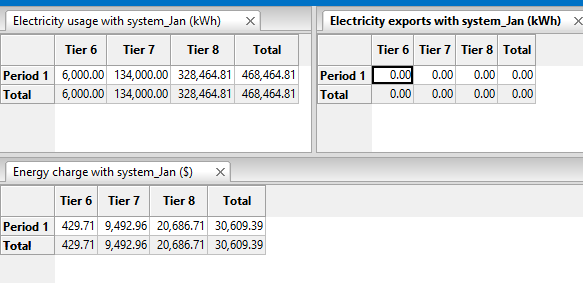 Electricity usage with system_Jan (kWh)
Tier 6 Tier 7 Tier 8 Total
Period 1 6,000.00 134,000.00 328,464.81 468,464.81
Total 6,000.00 134,000.00 328,464.81 468,464.81
Electricity exports with system_Jan (kWh)
Tier 6 Tier 7 Tier 8 Total
Period 1 0.00 0.00 0.00 0.00
Total 0.00 0.00 0.00 0.00
Energy charge with system_Jan ($)
Tier 6 Tier 7 Tier 8 Total
Period 1 429.71 9,492.96 20,686.71 30,609.39
Total 429.71 9,492.96 20,686.71 30,609.39